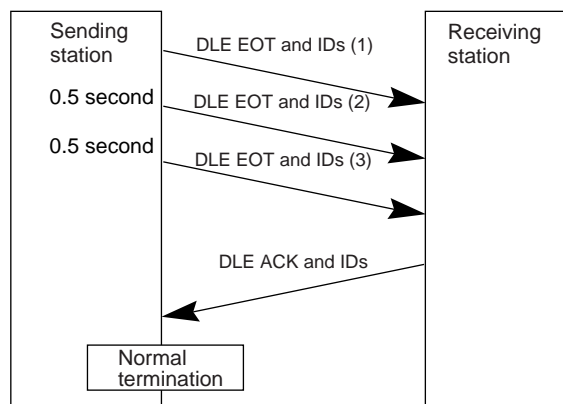 Sending
station
DLE EOT and IDs (1)
Receiving
station
0.5 second
DLE EOT and IDs (2)
0.5 second
DLE EOT and IDs (3)
DLE ACK and IDs
Normal
termination